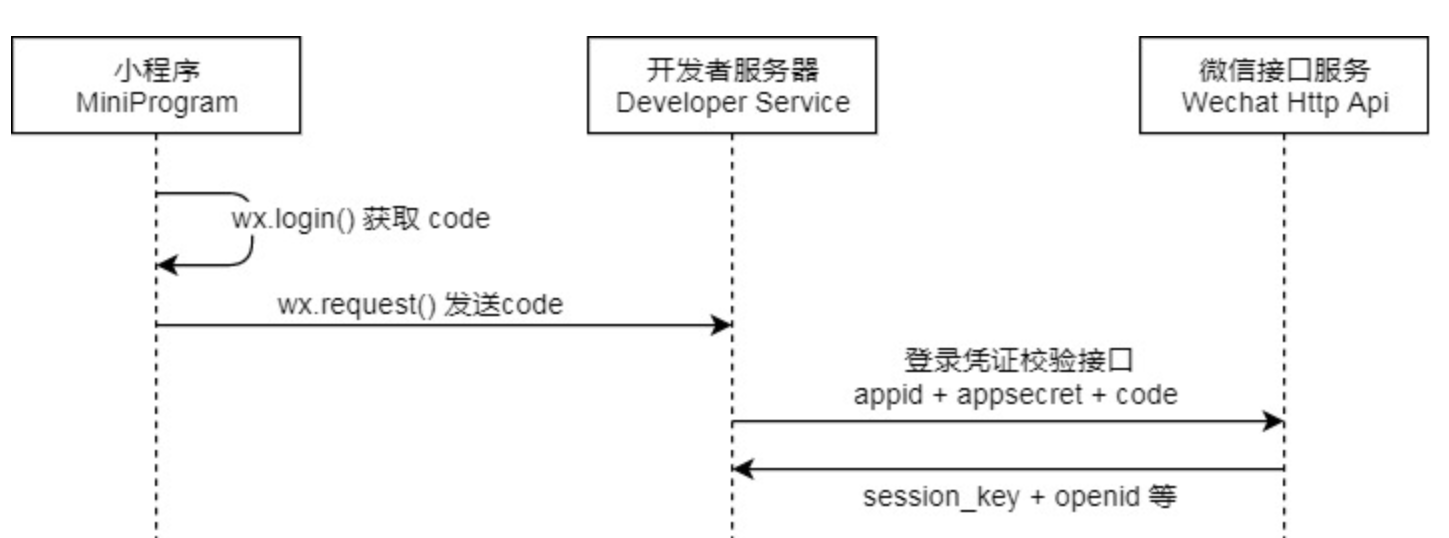 小程序
MiniProgram
开发者服务器
Developer Service
微信接口服务
Wechat Http Api
wx.login() 获取 code
wx.request() 发送code
登录凭证校验接口
appid + appsecret + code
session_key + openid 等